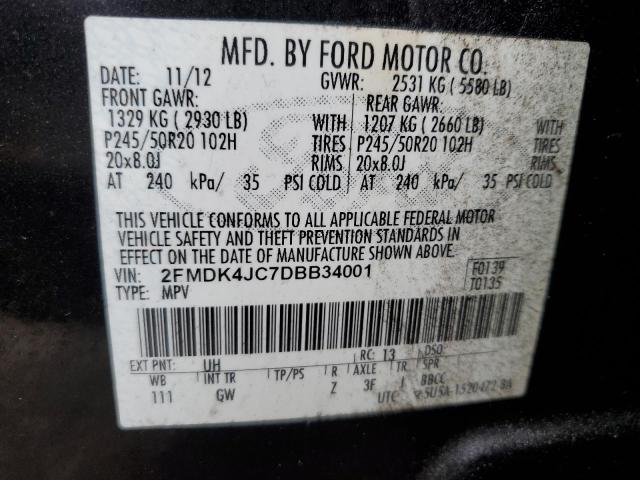 MFD. BY FORD MOTOR CO.
DATE: 11/12 GVWR: 2531 KG ( 5580 LB)
FRONT GAWR: REAR GAWR:
1329 KG ( 2930 LB) WITH 1207 KG ( 2660 LB) WITH
P245/50R20 102H TIRES P245/50R20 102H TIRES
20x8.0J RIMS 20x8.0J RIMS
AT 240 kPa/ 35 PSI COLD AT 240 kPa/ 35 PSI COLD
THIS VEHICLE CONFORMS TO ALL APPLICABLE FEDERAL MOTOR
VEHICLE SAFETY AND THEFT PREVENTION STANDARDS IN
EFFECT ON THE DATE OF MANUFACTURE SHOWN ABOVE.
VIN: 2FMDK4JC7DBB34001 F0139
TYPE: MPV T0135
EXT PNT: UH RC: 13 DSO:
WB INT TR TP/PS R AXLE TR SPR
111 GW Z 3F I BBCC
UTC